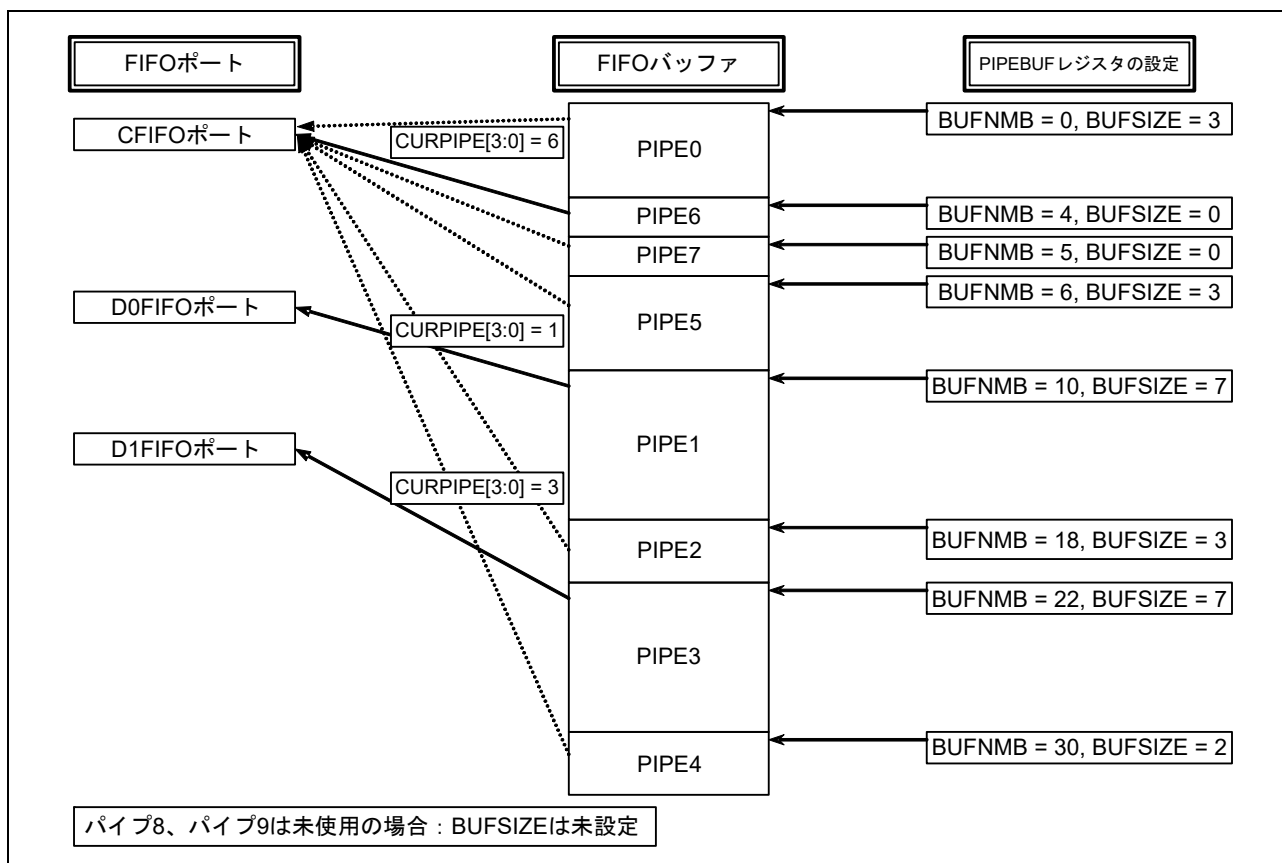 FIFOポート
FIFOバッファ
PIPEBUFレジスタの設定
CFIFOポート
D0FIFOポート
D1FIFOポート
CURPIPE[3:0] = 6
CURPIPE[3:0] = 1
CURPIPE[3:0] = 3
PIPE0
PIPE6
PIPE7
PIPE5
PIPE1
PIPE2
PIPE3
PIPE4
BUFNMB = 0, BUFSIZE = 3
BUFNMB = 4, BUFSIZE = 0
BUFNMB = 5, BUFSIZE = 0
BUFNMB = 6, BUFSIZE = 3
BUFNMB = 10, BUFSIZE = 7
BUFNMB = 18, BUFSIZE = 3
BUFNMB = 22, BUFSIZE = 7
BUFNMB = 30, BUFSIZE = 2
パイプ8、パイプ9は未使用の場合：BUFSIZEは未設定